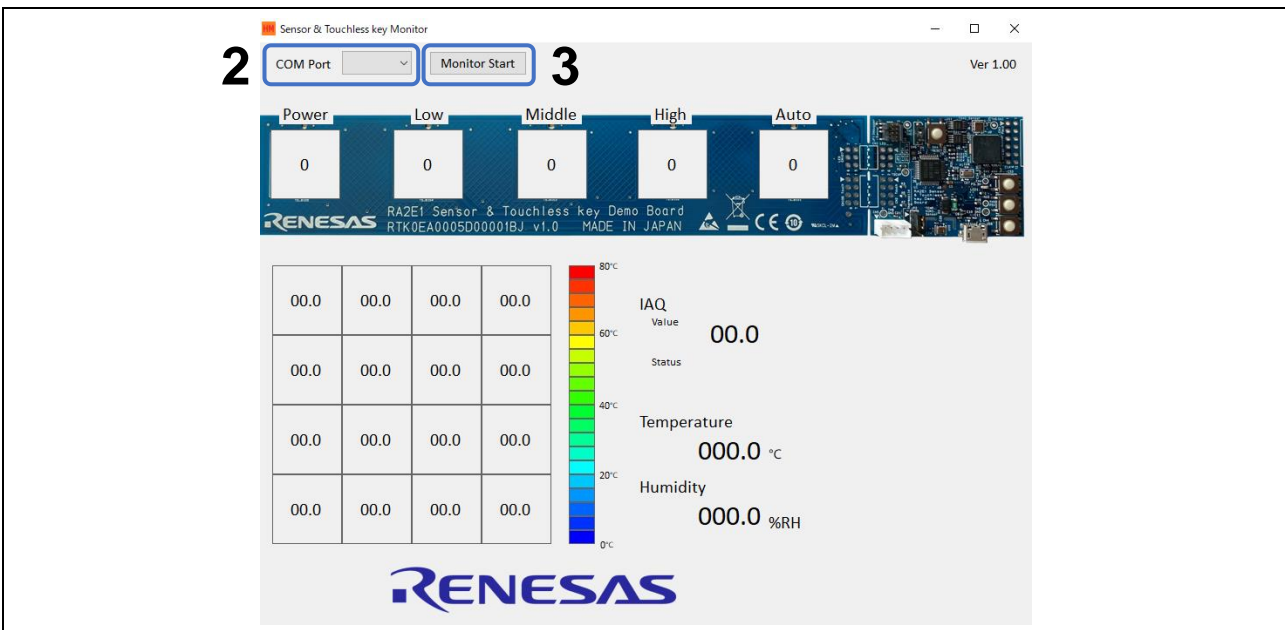 HM Sensor & Touchless key Monitor
2 COM Port Monitor Start 3 Ver 1.00
Power Low Middle High Auto
0 0 0 0 0
RENESAS RA2E1 Sensor & Touchless key Demo Board
RTK0EA0005D00001BJ v1.0 MADE IN JAPAN CE 10
80°C
00.0 00.0 00.0 00.0
IAQ
Value
00.0
60°C
Status
00.0 00.0 00.0 00.0
40°C
Temperature
000.0 °C
00.0 00.0 00.0 00.0
20°C
Humidity
000.0 %RH
00.0 00.0 00.0 00.0
0°C
RENESAS